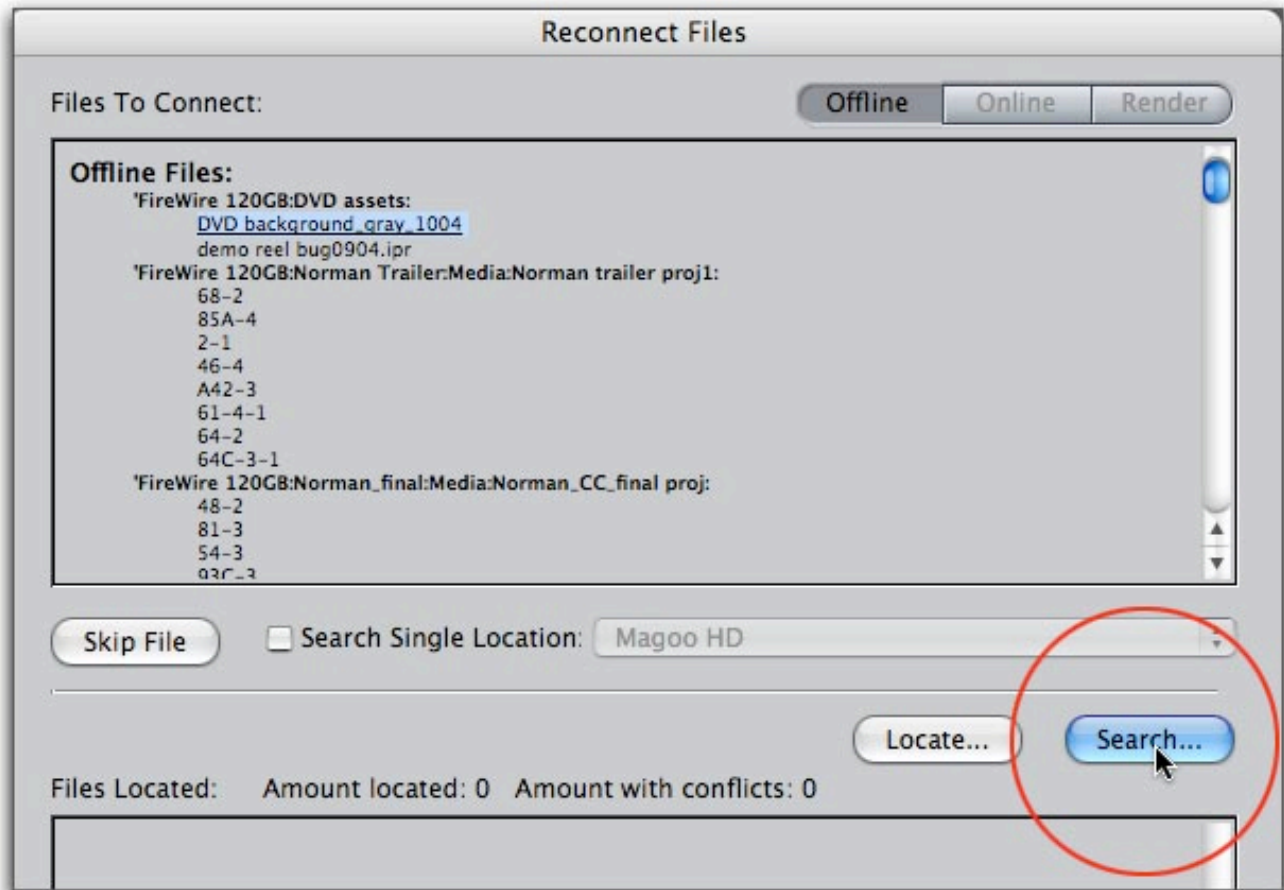 Reconnect Files
Files To Connect:
Offline Online Render
Offline Files:
'FireWire 120GB:DVD assets:
DVD background_gray_1004
demo reel bug0904.ipr
'FireWire 120GB:Norman Trailer:Media:Norman trailer proj1:
68-2
85A-4
2-1
46-4
A42-3
61-4-1
64-2
64C-3-1
'FireWire 120GB:Norman_final:Media:Norman_CC_final proj:
48-2
81-3
54-3
93C-3
Skip File Search Single Location: Magoo HD
Locate... Search...
Files Located: Amount located: 0 Amount with conflicts: 0